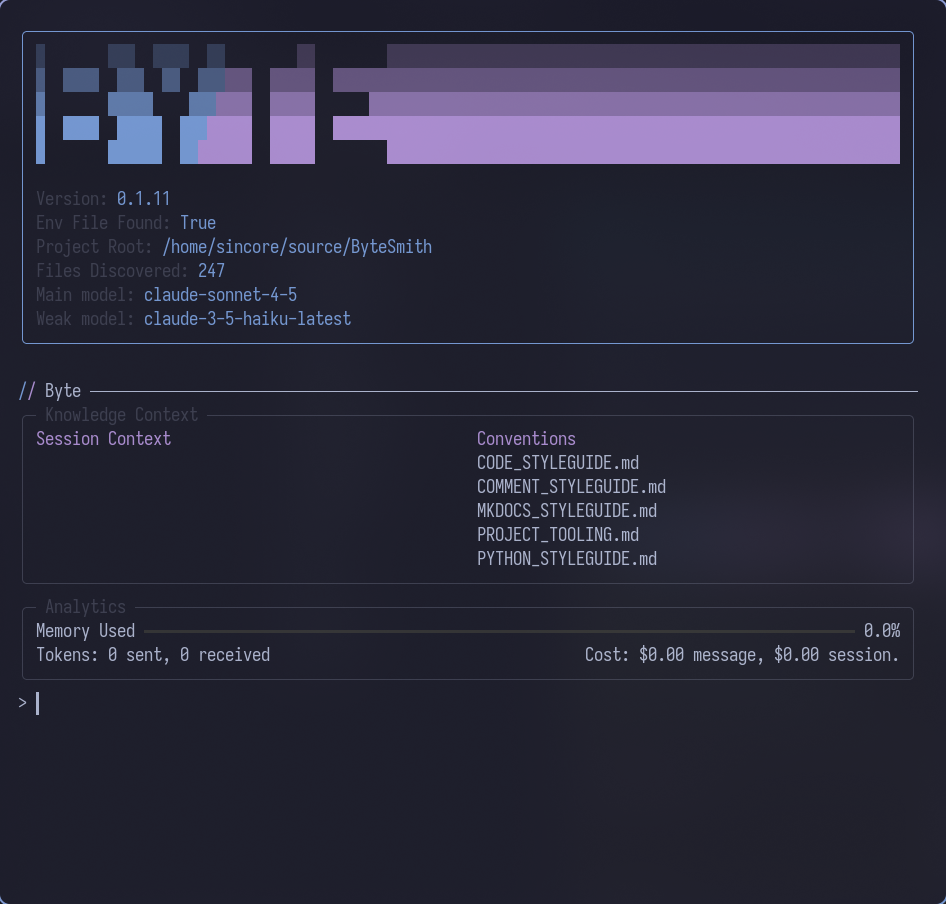 BYTE
Version: 0.1.11
Env File Found: True
Project Root: /home/sincore/source/ByteSmith
Files Discovered: 247
Main model: claude-sonnet-4-5
Weak model: claude-3-5-haiku-latest
// Byte
Knowledge Context
Session Context
Conventions
CODE_STYLEGUIDE.md
COMMENT_STYLEGUIDE.md
MKDOCS_STYLEGUIDE.md
PROJECT_TOOLING.md
PYTHON_STYLEGUIDE.md
Analytics
Memory Used 0.0%
Tokens: 0 sent, 0 received Cost: $0.00 message, $0.00 session.
>